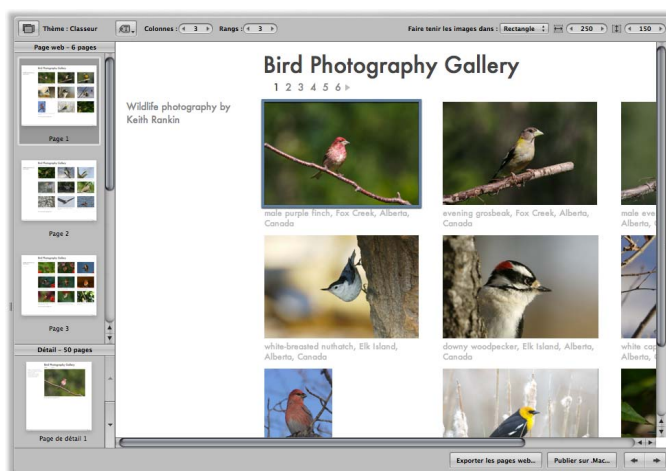 Thème : Classeur
Colonnes : 3 Rangs : 3
Faire tenir les images dans : Rectangle 250 150
Page web – 6 pages
Page 1
Page 2
Page 3
Détail – 50 pages
Page de détail 1
Bird Photography Gallery
1 2 3 4 5 6
Wildlife photography by
Keith Rankin
male purple finch, Fox Creek, Alberta,
Canada
evening grosbeak, Fox Creek, Alberta,
Canada
male eve
Alberta,
white-breasted nuthatch, Elk Island,
Alberta, Canada
downy woodpecker, Elk Island,
Alberta, Canada
white cap
Alberta,
Exporter les pages web...
Publier sur .Mac...